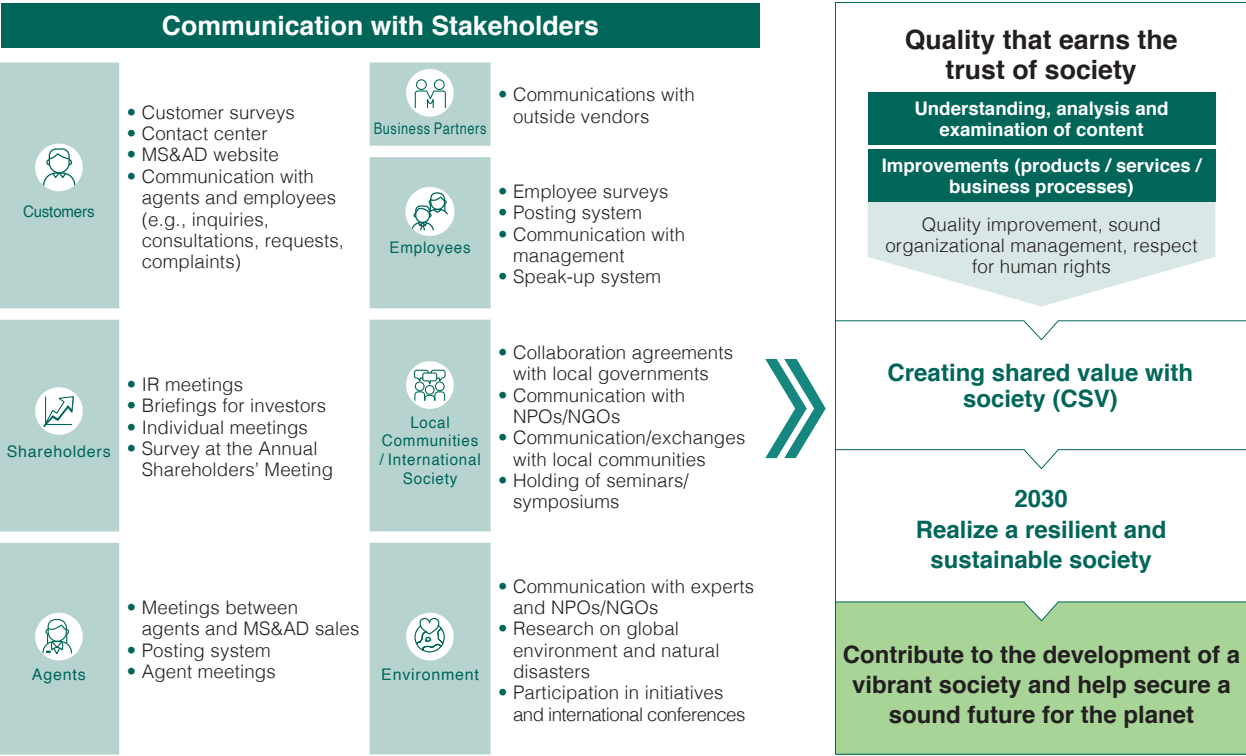 Communication with Stakeholders
Customers
• Customer surveys
• Contact center
• MS&AD website
• Communication with
agents and employees
(e.g., inquiries,
consultations, requests,
complaints)
Business Partners
• Communications with
outside vendors
Employees
• Employee surveys
• Posting system
• Communication with
management
• Speak-up system
Shareholders
• IR meetings
• Briefings for investors
• Individual meetings
• Survey at the Annual
Shareholders’ Meeting
Local
Communities
/ International
Society
• Collaboration agreements
with local governments
• Communication with
NPOs/NGOs
• Communication/exchanges
with local communities
• Holding of seminars/
symposiums
Agents
• Meetings between
agents and MS&AD sales
• Posting system
• Agent meetings
Environment
• Communication with experts
and NPOs/NGOs
• Research on global
environment and natural
disasters
• Participation in initiatives
and international conferences
Quality that earns the
trust of society
Understanding, analysis and
examination of content
Improvements (products / services /
business processes)
Quality improvement, sound
organizational management, respect
for human rights
Creating shared value with
society (CSV)
2030
Realize a resilient and
sustainable society
Contribute to the development of a
vibrant society and help secure a
sound future for the planet